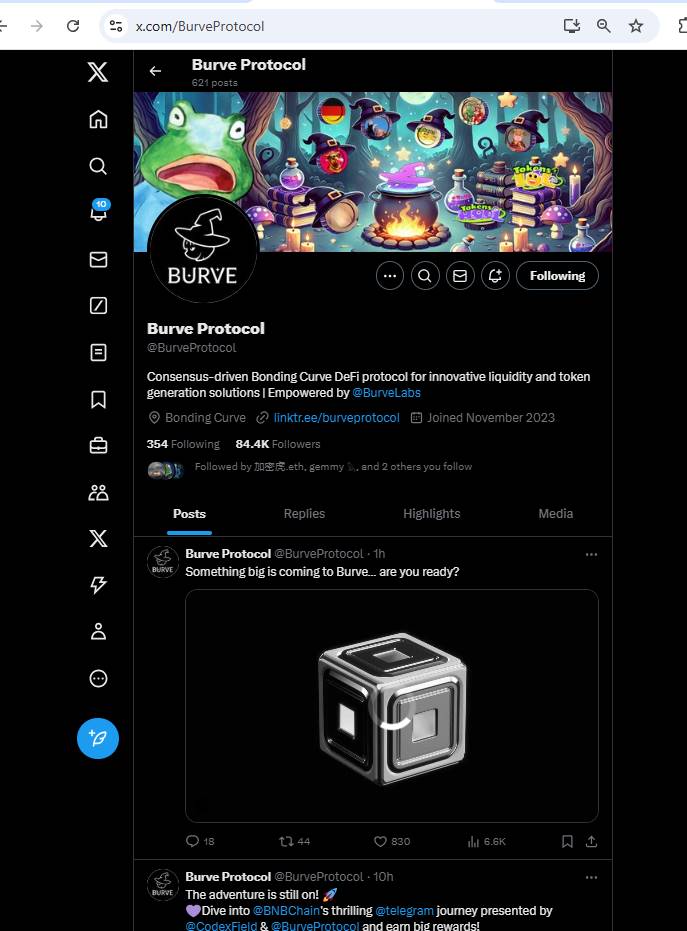 x.com/BurveProtocol
Burve Protocol
621 posts
BURVE
Following
10
Burve Protocol
@BurveProtocol
Consensus-driven Bonding Curve DeFi protocol for innovative liquidity and token
generation solutions | Empowered by @BurveLabs
Bonding Curve linktr.ee/burveprotocol Joined November 2023
354 Following 84.4K Followers
Followed by 加密虎.eth, gemmy, and 2 others you follow
Posts Replies Highlights Media
Burve Protocol @BurveProtocol · 1h
Something big is coming to Burve... are you ready?
BURVE
18 44 830 6.6K
Burve Protocol @BurveProtocol · 10h
The adventure is still on! 🚀
BURVE
💜Dive into @BNBChain's thrilling @telegram journey presented by
@CodexField & @BurveProtocol and earn big rewards!